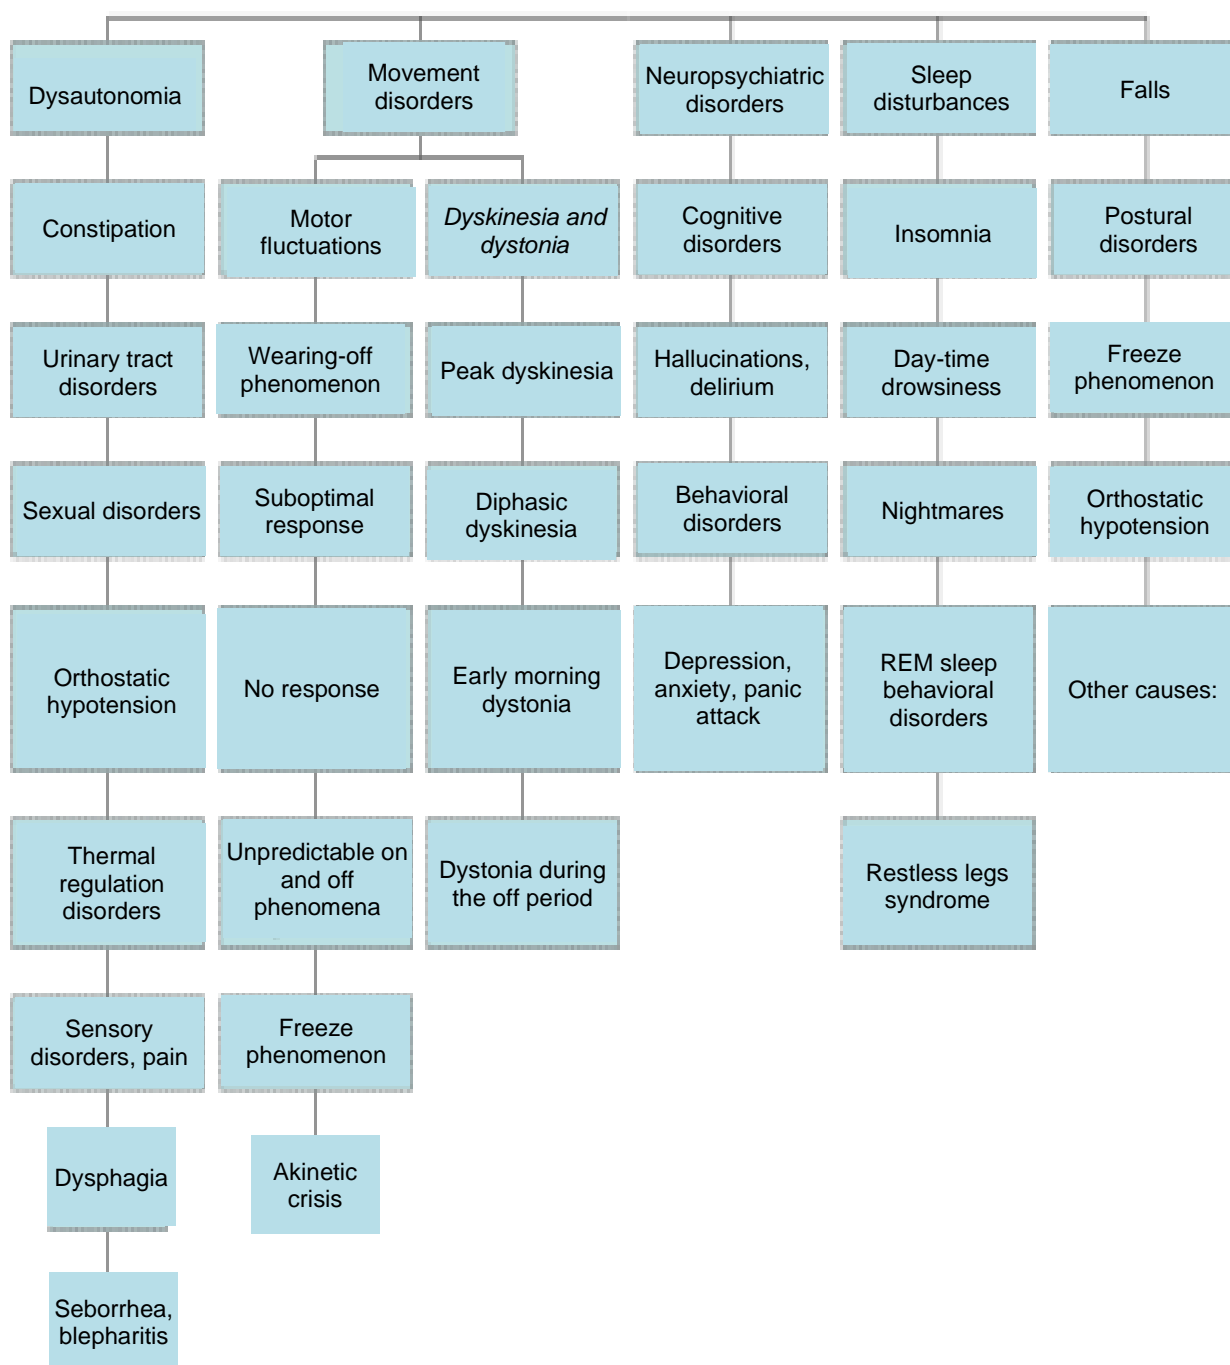 Dysautonomia
Movement
disorders
Neuropsychiatric
disorders
Sleep
disturbances
Falls
Constipation
Motor
fluctuations
Dyskinesia and
dystonia
Cognitive
disorders
Insomnia
Postural
disorders
Urinary tract
disorders
Wearing-off
phenomenon
Peak dyskinesia
Hallucinations,
delirium
Day-time
drowsiness
Freeze
phenomenon
Sexual disorders
Suboptimal
response
Diphasic
dyskinesia
Behavioral
disorders
Nightmares
Orthostatic
hypotension
Orthostatic
hypotension
No response
Early morning
dystonia
Depression,
anxiety, panic
attack
REM sleep
behavioral
disorders
Other causes:
Thermal
regulation
disorders
Unpredictable on
and off
phenomena
Dystonia during
the off period
Restless legs
syndrome
Sensory
disorders, pain
Freeze
phenomenon
Dysphagia
Akinetic
crisis
Seborrhea,
blepharitis